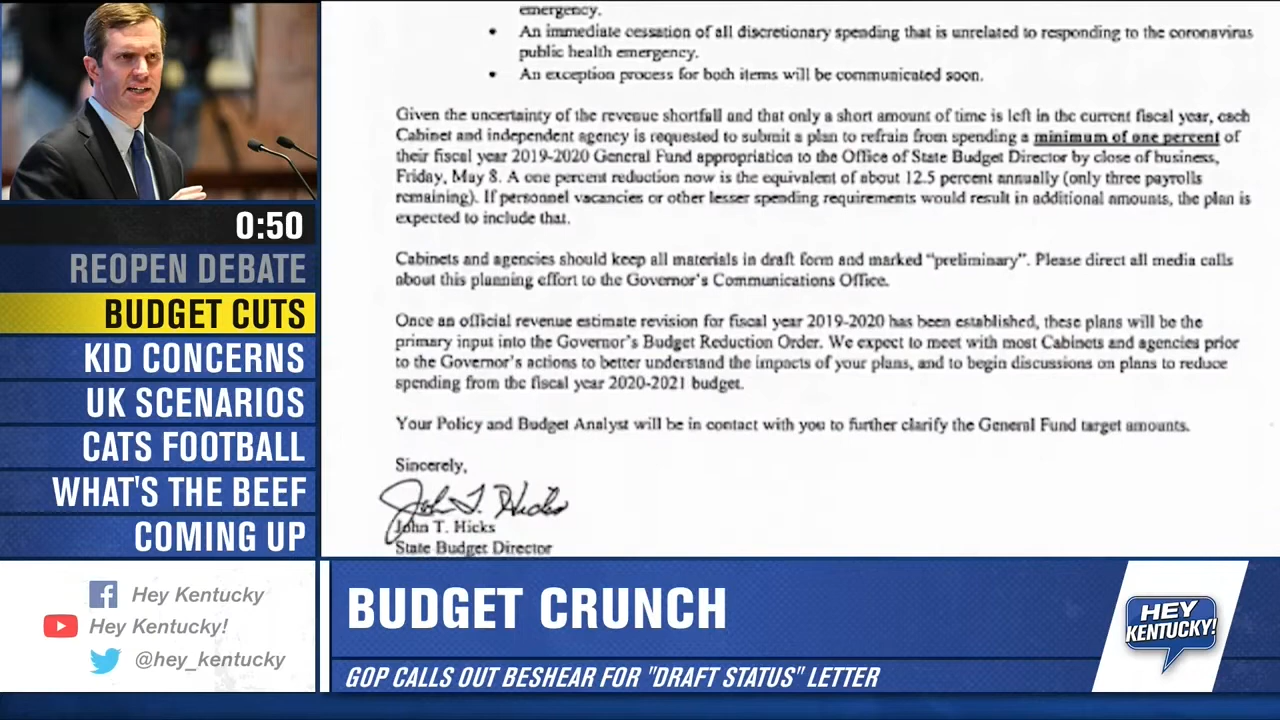 emergency.
• An immediate cessation of all discretionary spending that is unrelated to responding to the coronavirus
public health emergency.
• An exception process for both items will be communicated soon.
Given the uncertainty of the revenue shortfall and that only a short amount of time is left in the current fiscal year, each
Cabinet and independent agency is requested to submit a plan to refrain from spending a minimum of one percent of
their fiscal year 2019-2020 General Fund appropriation to the Office of State Budget Director by close of business,
Friday, May 8. A one percent reduction now is the equivalent of about 12.5 percent annually (only three payrolls
remaining). If personnel vacancies or other lesser spending requirements would result in additional amounts, the plan is
expected to include that.
Cabinets and agencies should keep all materials in draft form and marked “preliminary”. Please direct all media calls
about this planning effort to the Governor's Communications Office.
Once an official revenue estimate revision for fiscal year 2019-2020 has been established, these plans will be the
primary input into the Governor's Budget Reduction Order. We expect to meet with most Cabinets and agencies prior
to the Governor's actions to better understand the impacts of your plans, and to begin discussions on plans to reduce
spending from the fiscal year 2020-2021 budget.
Your Policy and Budget Analyst will be in contact with you to further clarify the General Fund target amounts.
Sincerely,
John T. Hicks
John T. Hicks
State Budget Director
0:50
REOPEN DEBATE
BUDGET CUTS
KID CONCERNS
UK SCENARIOS
CATS FOOTBALL
WHAT'S THE BEEF
COMING UP
Hey Kentucky
Hey Kentucky!
@hey_kentucky
BUDGET CRUNCH
GOP CALLS OUT BESHEAR FOR "DRAFT STATUS" LETTER
HEY
KENTUCKY!